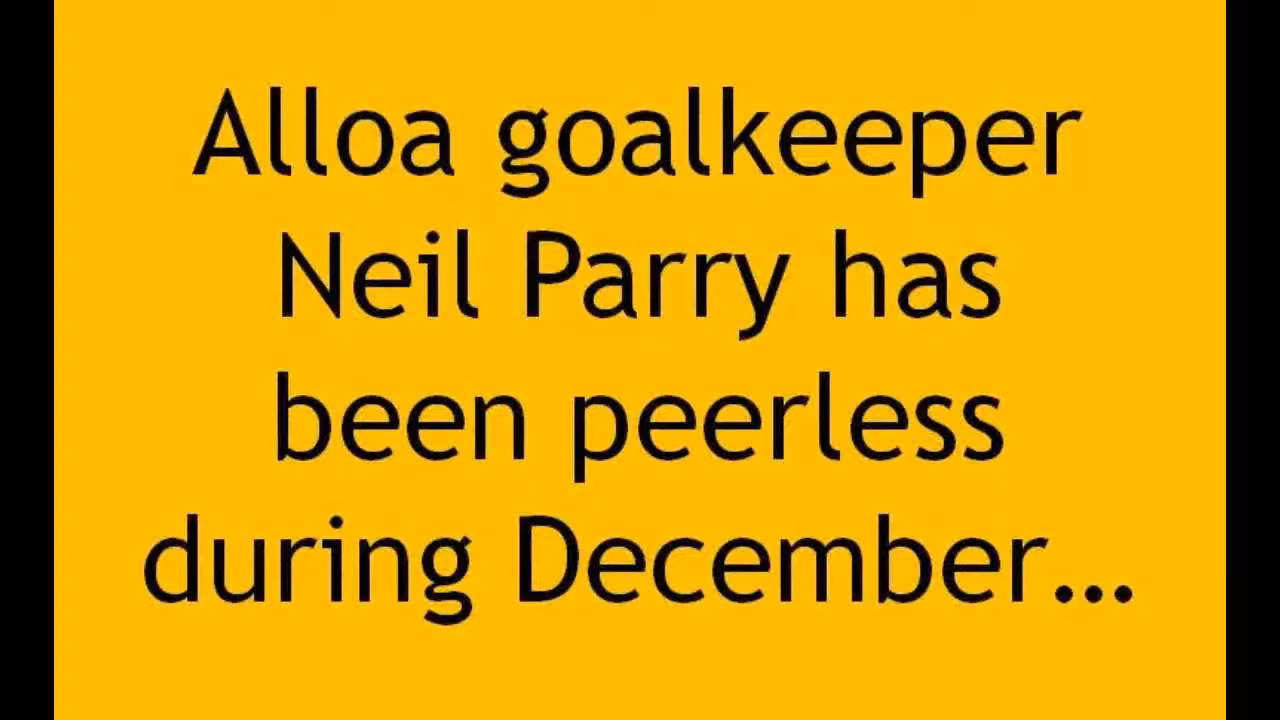 Alloa goalkeeper
Neil Parry has
been peerless
during December...